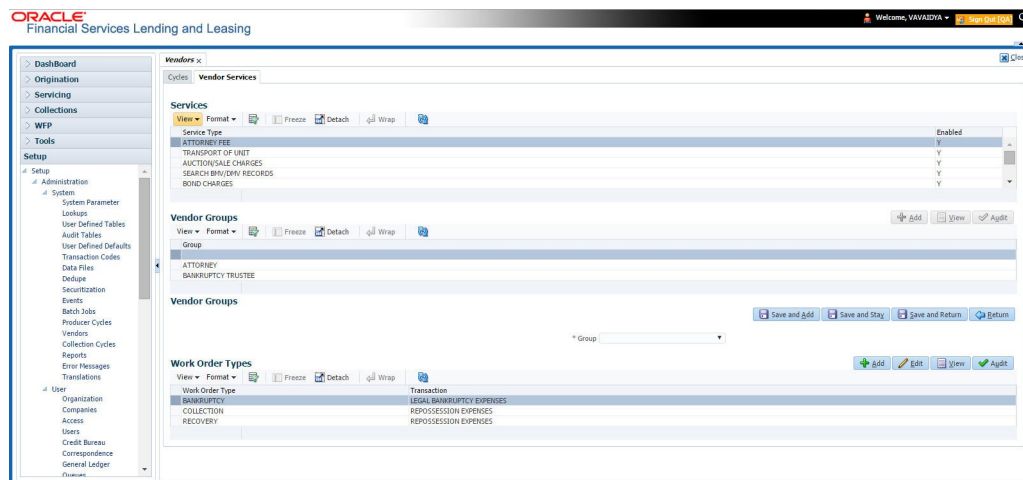 ORACLE
Financial Services Lending and Leasing
Welcome, VAVAIDYA
Sign Out [QA]
DashBoard
Origination
Servicing
Collections
WFP
Tools
Setup
Setup
Administration
System
System Parameter
Lookups
User Defined Tables
Audit Tables
User Defined Defaults
Transaction Codes
Data Files
Dedupe
Securitization
Events
Batch Jobs
Producer Cycles
Vendors
Collection Cycles
Reports
Error Messages
Translations
User
Organization
Companies
Access
Users
Credit Bureau
Correspondence
General Ledger
Queues
Vendors x
Clos
Cycles Vendor Services
Services
View Format Freeze Detach Wrap
Service Type Enabled
ATTORNEY FEE Y
TRANSPORT OF UNIT Y
AUCTION/SALE CHARGES Y
SEARCH BMV/DMV RECORDS Y
BOND CHARGES Y
Vendor Groups
Add View Audit
View Format Freeze Detach Wrap
Group
ATTORNEY
BANKRUPTCY TRUSTEE
Vendor Groups
Save and Add Save and Stay Save and Return Return
* Group
Work Order Types
Add Edit View Audit
View Format Freeze Detach Wrap
Work Order Type Transaction
BANKRUPTCY LEGAL BANKRUPTCY EXPENSES
COLLECTION REPOSSESSION EXPENSES
RECOVERY REPOSSESSION EXPENSES